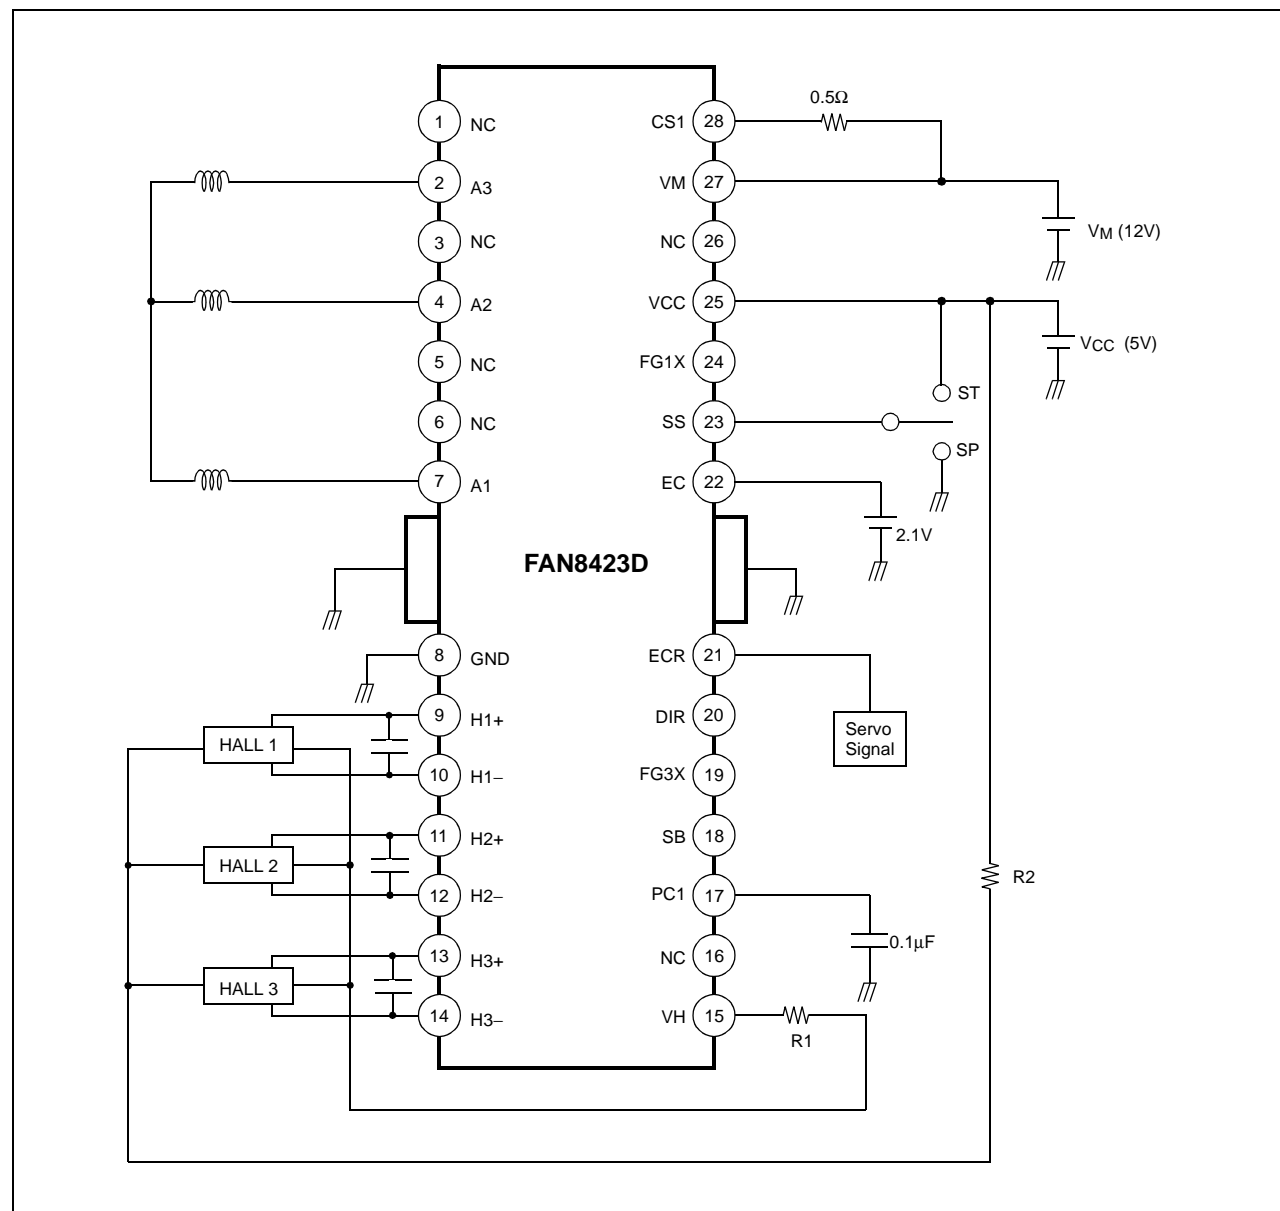 0.5Ω
1 NC
CS1 28
2 A3
VM 27
3 NC
NC 26
VM (12V)
4 A2
VCC 25
VCC (5V)
5 NC
FG1X 24
ST
6 NC
SS 23
SP
7 A1
EC 22
2.1V
FAN8423D
8 GND
ECR 21
9 H1+
DIR 20
Servo
Signal
HALL 1
10 H1−
FG3X 19
11 H2+
SB 18
HALL 2
R2
12 H2−
PC1 17
0.1µF
13 H3+
NC 16
HALL 3
14 H3−
VH 15
R1